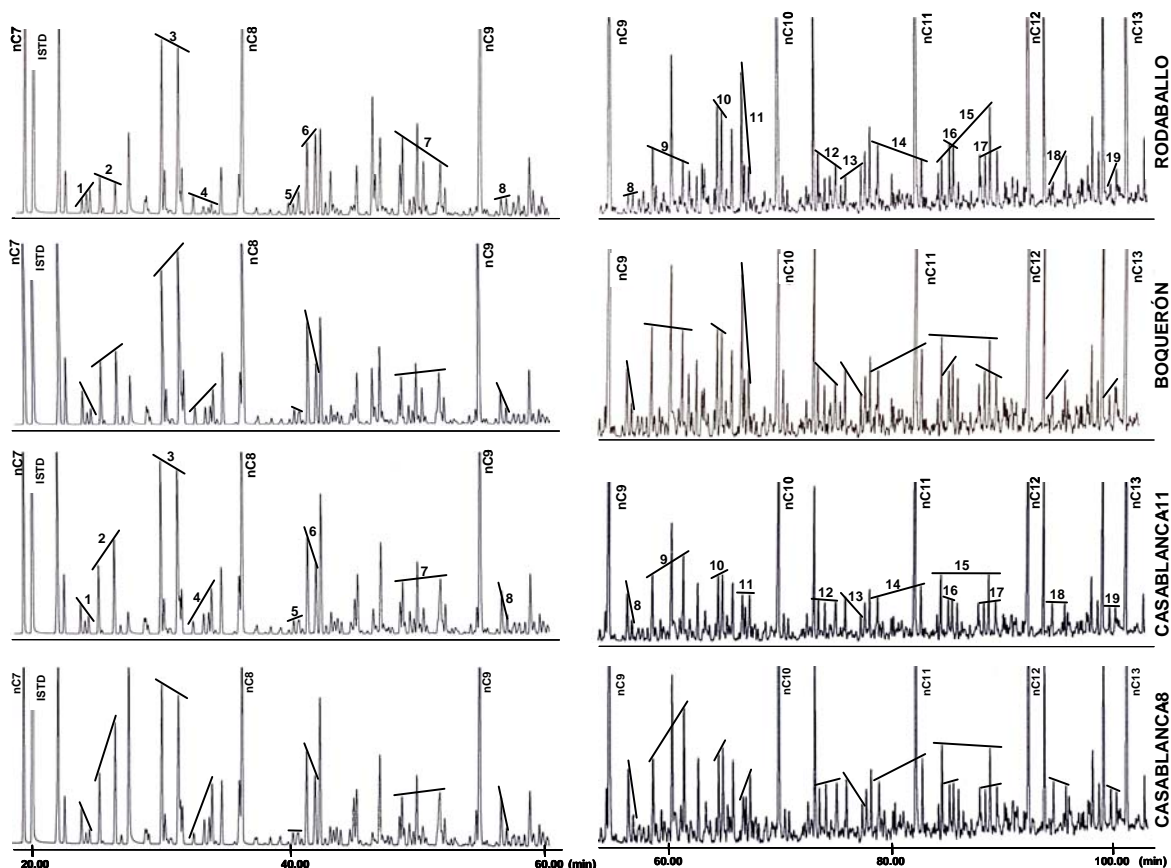 nC7
ISTD
1
2
3
4
nC8
5
6
7
nC9
8
nC9
8
9
10
11
nC10
12
13
14
nC11
15
16
17
nC12
18
19
nC13
RODABALLO
nC7
ISTD
nC8
nC9
nC9
nC10
nC11
nC12
nC13
BOQUERÓN
nC7
ISTD
1
2
3
4
nC8
5
6
7
nC9
8
nC9
8
9
10
11
nC10
12
13
14
nC11
15
16
17
nC12
18
19
nC13
CASABLANCA11
nC7
ISTD
nC8
nC9
nC9
nC10
nC11
nC12
nC13
CASABLANCA8
20.00 40.00 60.00 (min) 60.00 80.00 100.00 (min)